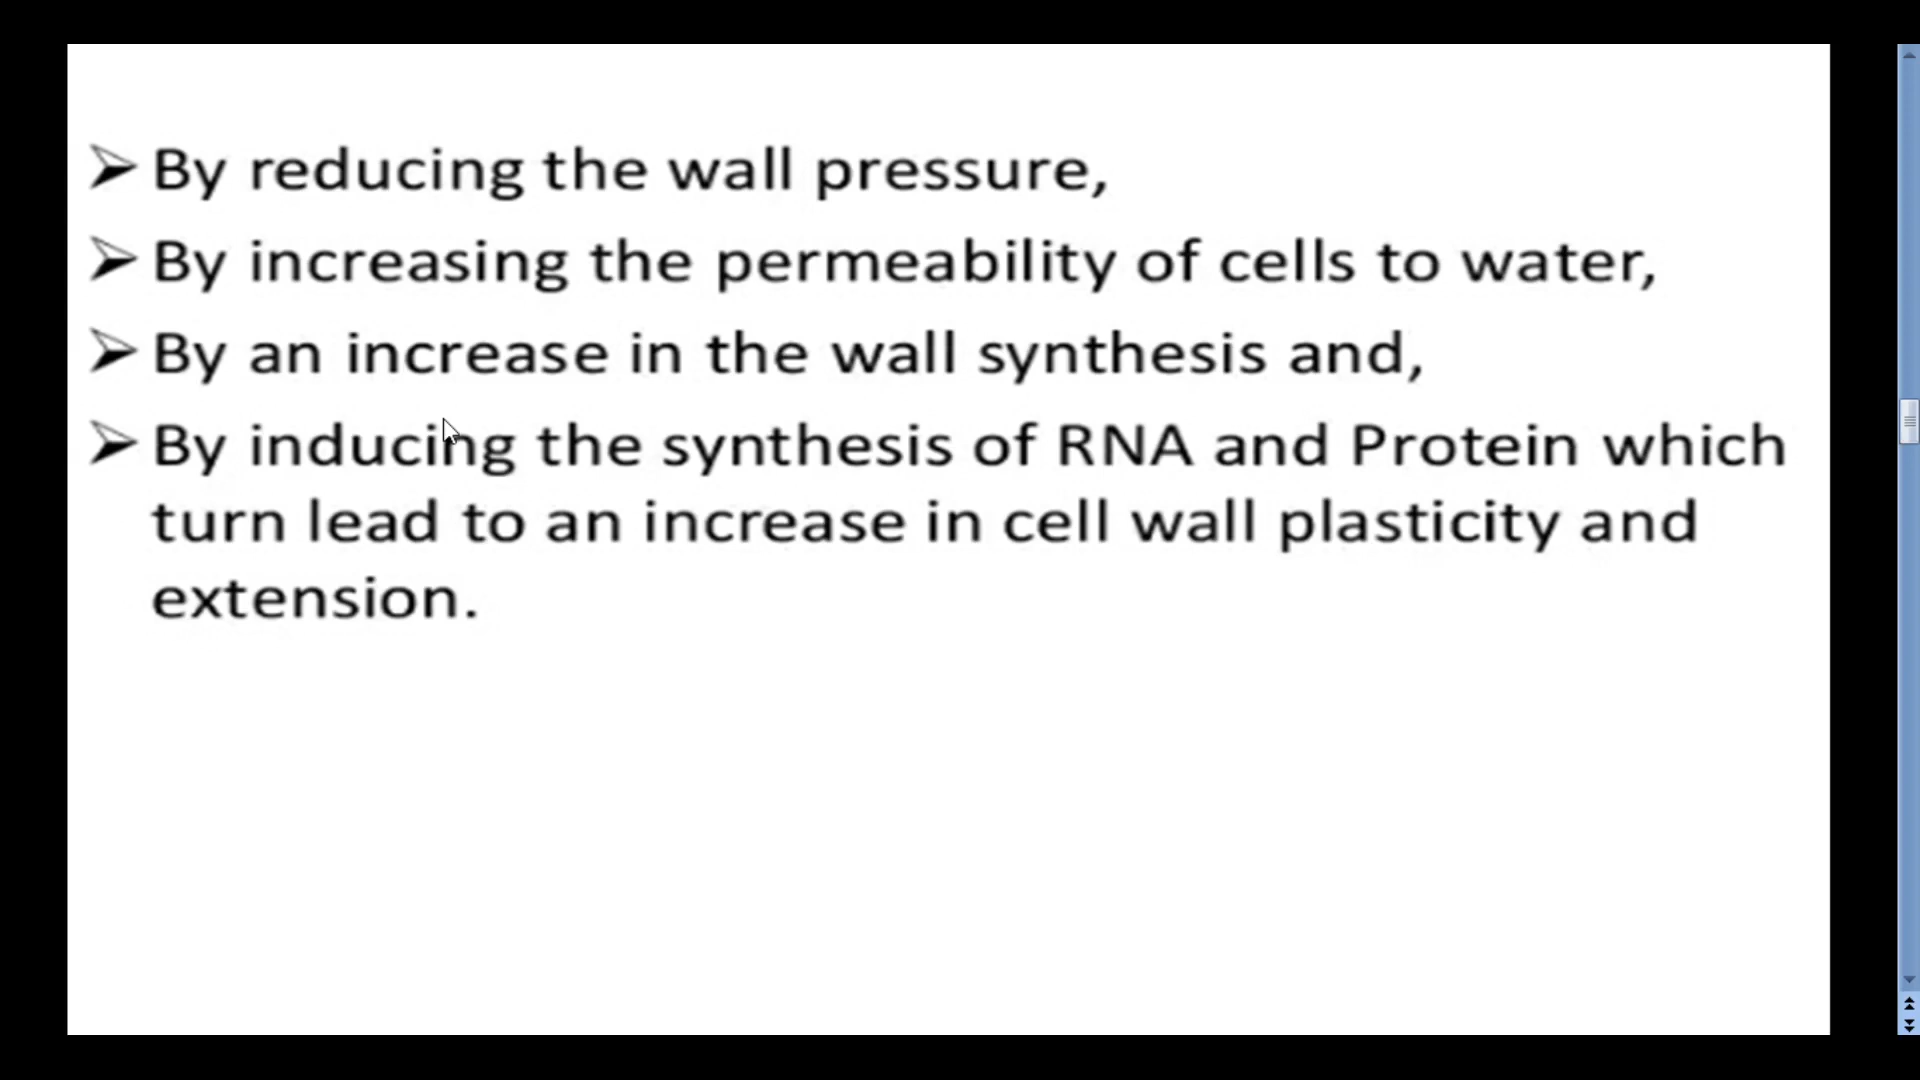 ➢ By reducing the wall pressure,
➢ By increasing the permeability of cells to water,
➢ By an increase in the wall synthesis and,
➢ By inducing the synthesis of RNA and Protein which
turn lead to an increase in cell wall plasticity and
extension.